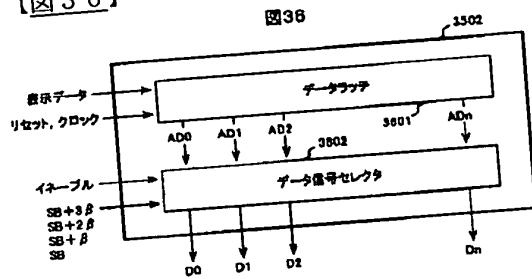 【図36】
図36
3502
表示データ
データラッチ
リセット, クロック
AD0
AD1
AD2
3601
ADn
3602
イネーブル
データ信号セレクタ
SB+3β
SB+2β
SB+β
SB
D0
D1
D2
Dn